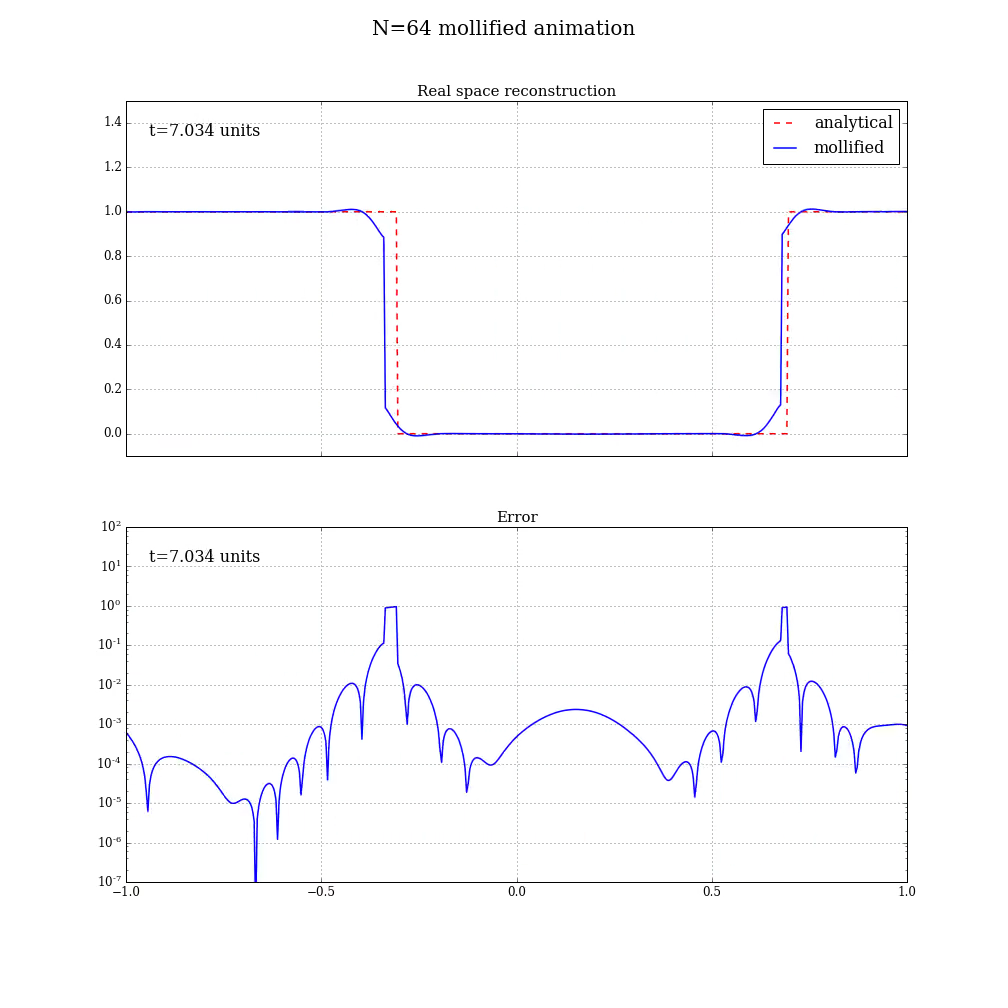 N=64 mollified animation
Real space reconstruction
t=7.034 units
analytical
mollified
1.4
1.2
1.0
0.8
0.6
0.4
0.2
0.0
Error
t=7.034 units
10²
10¹
10⁰
10⁻¹
10⁻²
10⁻³
10⁻⁴
10⁻⁵
10⁻⁶
10⁻⁷
−1.0 −0.5 0.0 0.5 1.0